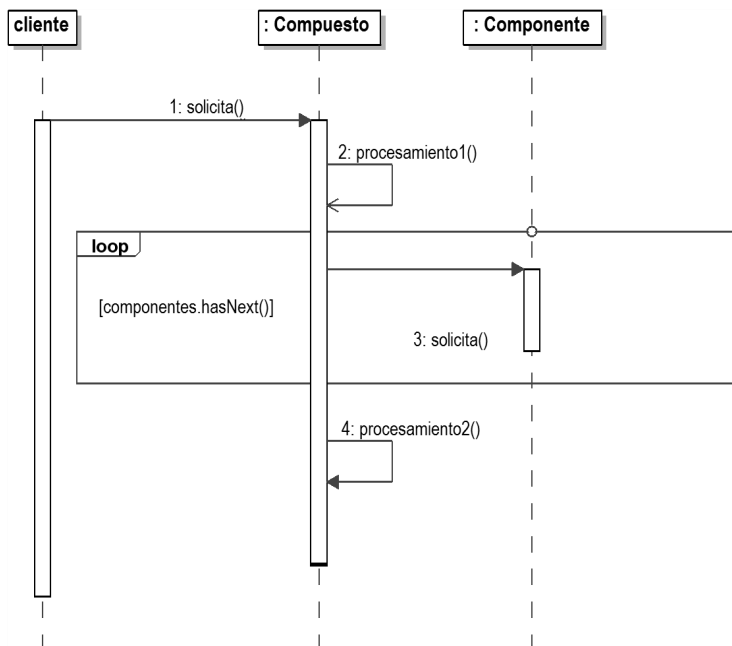 cliente
: Compuesto
: Componente
1: solicita()
2: procesamiento1()
loop
[componentes.hasNext()]
3: solicita()
4: procesamiento2()